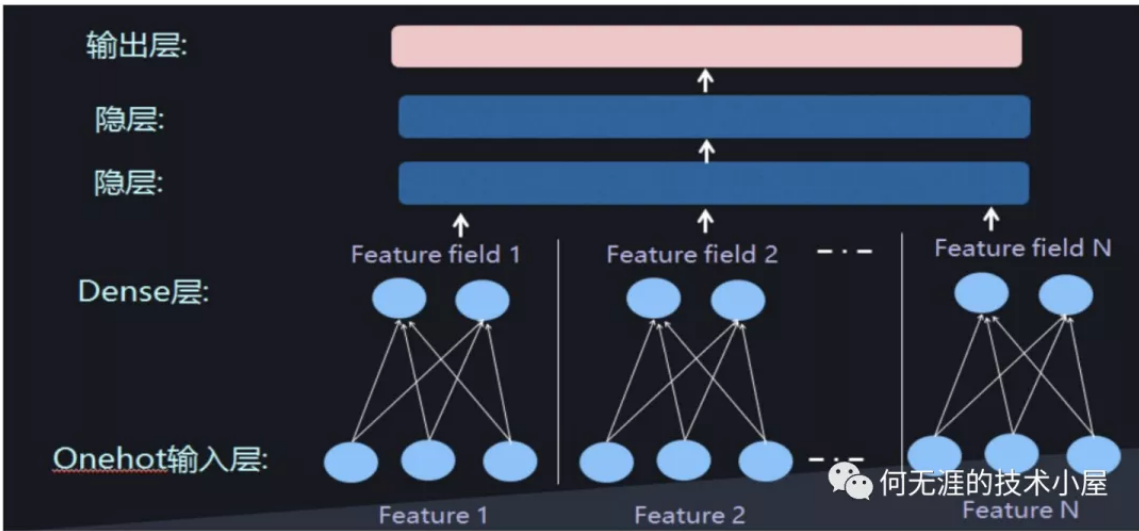 输出层:
隐层:
隐层:
Feature field 1
Feature field 2
Feature field N
Dense层:
Onehot输入层:
何无涯的技术小屋
Feature 1
Feature 2
Feature N